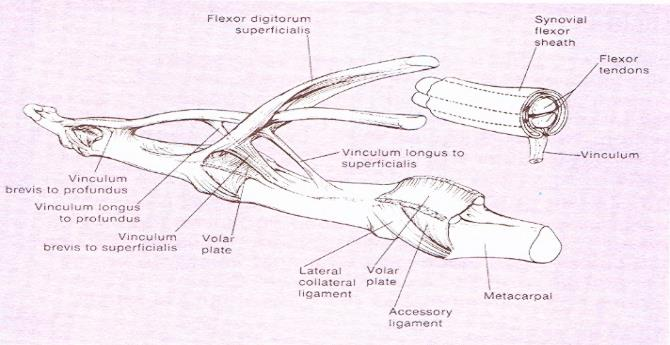 Flexor digitorum
superficialis
Synovial
flexor
sheath
Flexor
tendons
Vinculum
Vinculum longus to
superficialis
Vinculum
brevis to profundus
Vinculum longus
to profundus
Vinculum
brevis to superficialis
Volar
plate
Lateral
collateral
ligament
Volar
plate
Accessory
ligament
Metacarpal